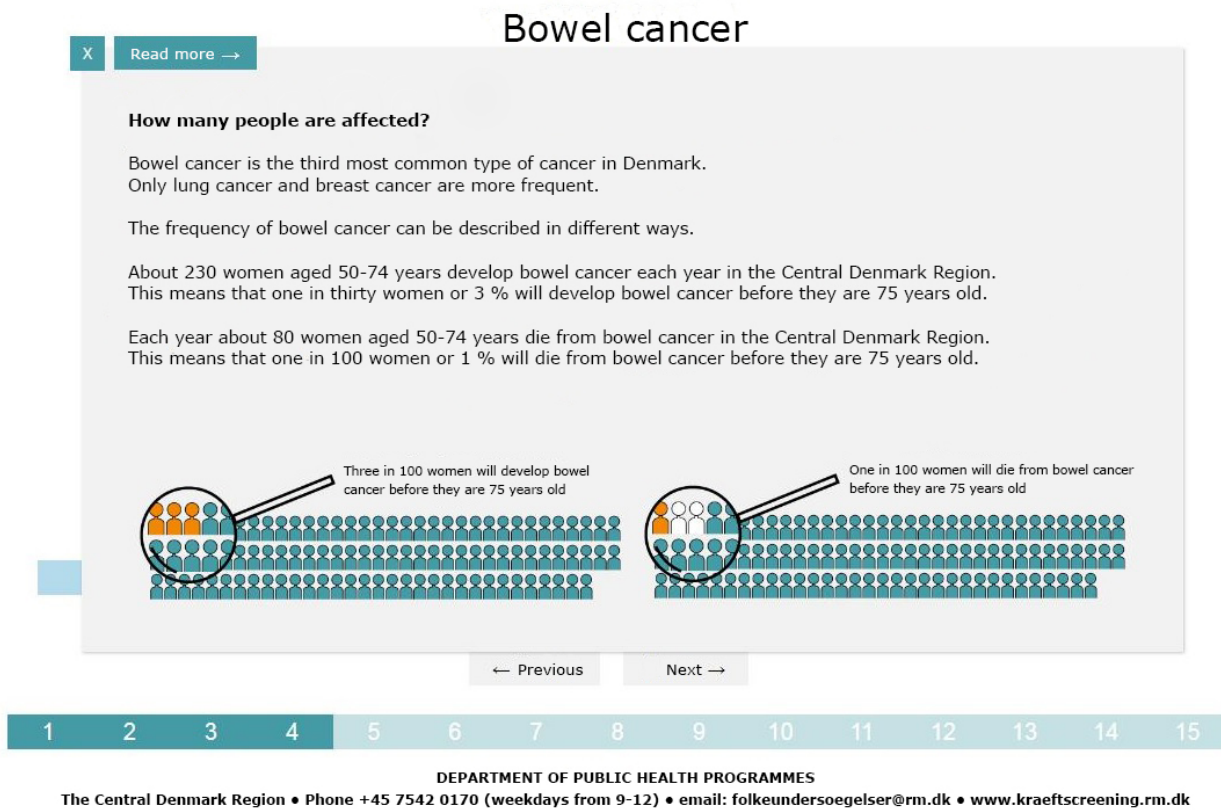 Bowel cancer
X
Read more →
How many people are affected?
Bowel cancer is the third most common type of cancer in Denmark.
Only lung cancer and breast cancer are more frequent.
The frequency of bowel cancer can be described in different ways.
About 230 women aged 50-74 years develop bowel cancer each year in the Central Denmark Region.
This means that one in thirty women or 3 % will develop bowel cancer before they are 75 years old.
Each year about 80 women aged 50-74 years die from bowel cancer in the Central Denmark Region.
This means that one in 100 women or 1 % will die from bowel cancer before they are 75 years old.
Three in 100 women will develop bowel
cancer before they are 75 years old
One in 100 women will die from bowel cancer
before they are 75 years old
← Previous
Next →
1 2 3 4 5 6 7 8 9 10 11 12 13 14 15
DEPARTMENT OF PUBLIC HEALTH PROGRAMMES
The Central Denmark Region • Phone +45 7542 0170 (weekdays from 9-12) • email: folkeundersoegelser@rm.dk • www.kraeftscreening.rm.dk